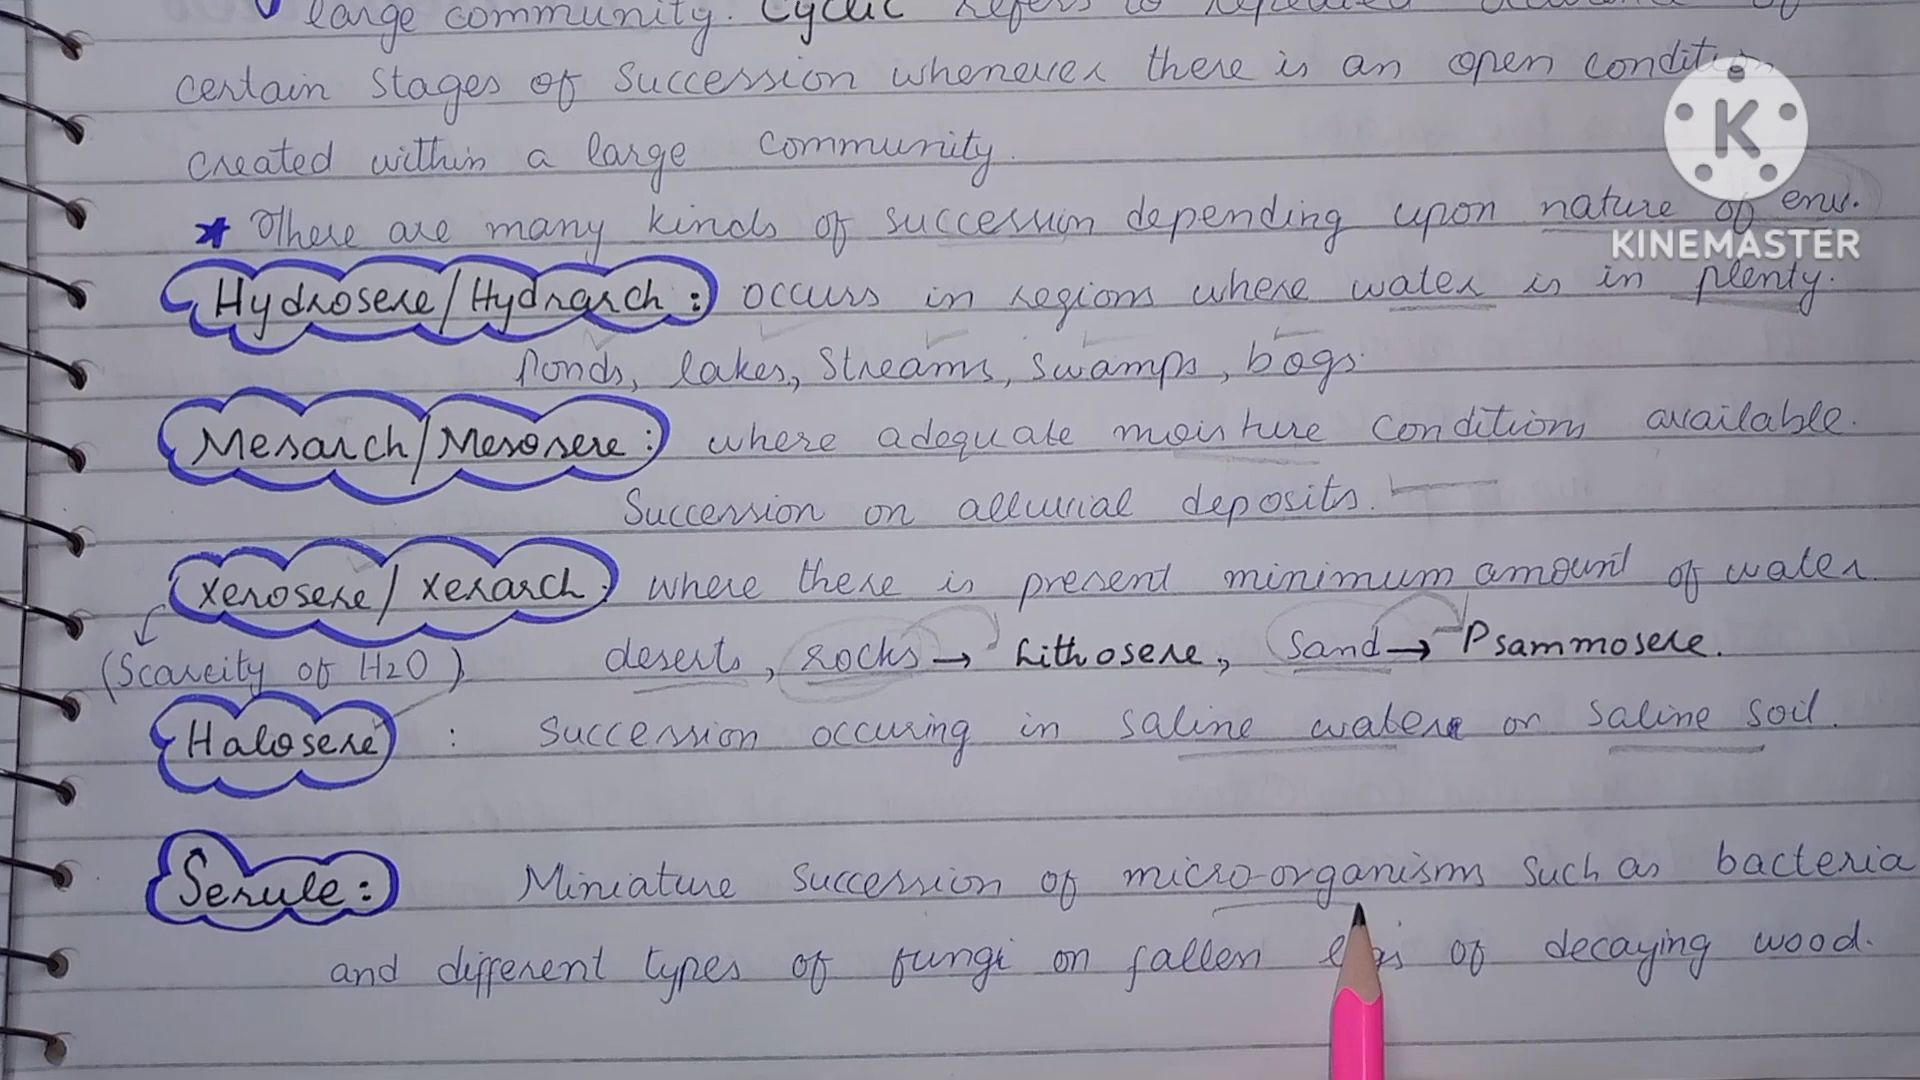 large community. Cyclic refers to repeated of
certain stages of succession whenever there is an open condition
created within a large community.
K
KINEMASTER
* There are many kinds of succession depending upon nature of env.
Hydrosere/Hydrarch: occurs in regions where water is in plenty.
Ponds, lakes, streams, swamps, bogs.
Mesarch/Mesosere: where adequate moisture conditions available.
Succession on alluvial deposits.
Xerosere/Xerarch: where there is present minimum amount of water.
(Scarcity of H2O) deserts, rocks → Lithosere, Sand → Psammosere.
Halosere : succession occuring in saline water or saline soil.
Serule: Miniature succession of micro-organisms such as bacteria
and different types of fungi on fallen of decaying wood.